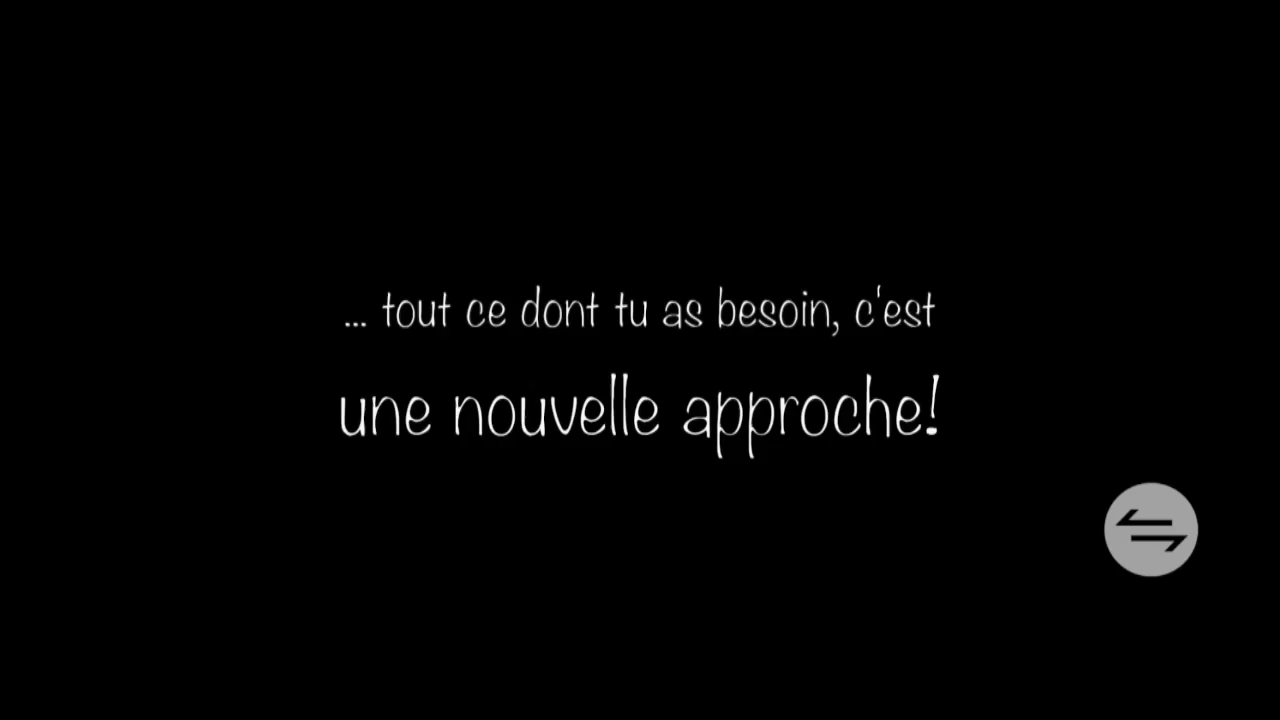 ... tout ce dont tu as besoin, c'est
une nouvelle approche!